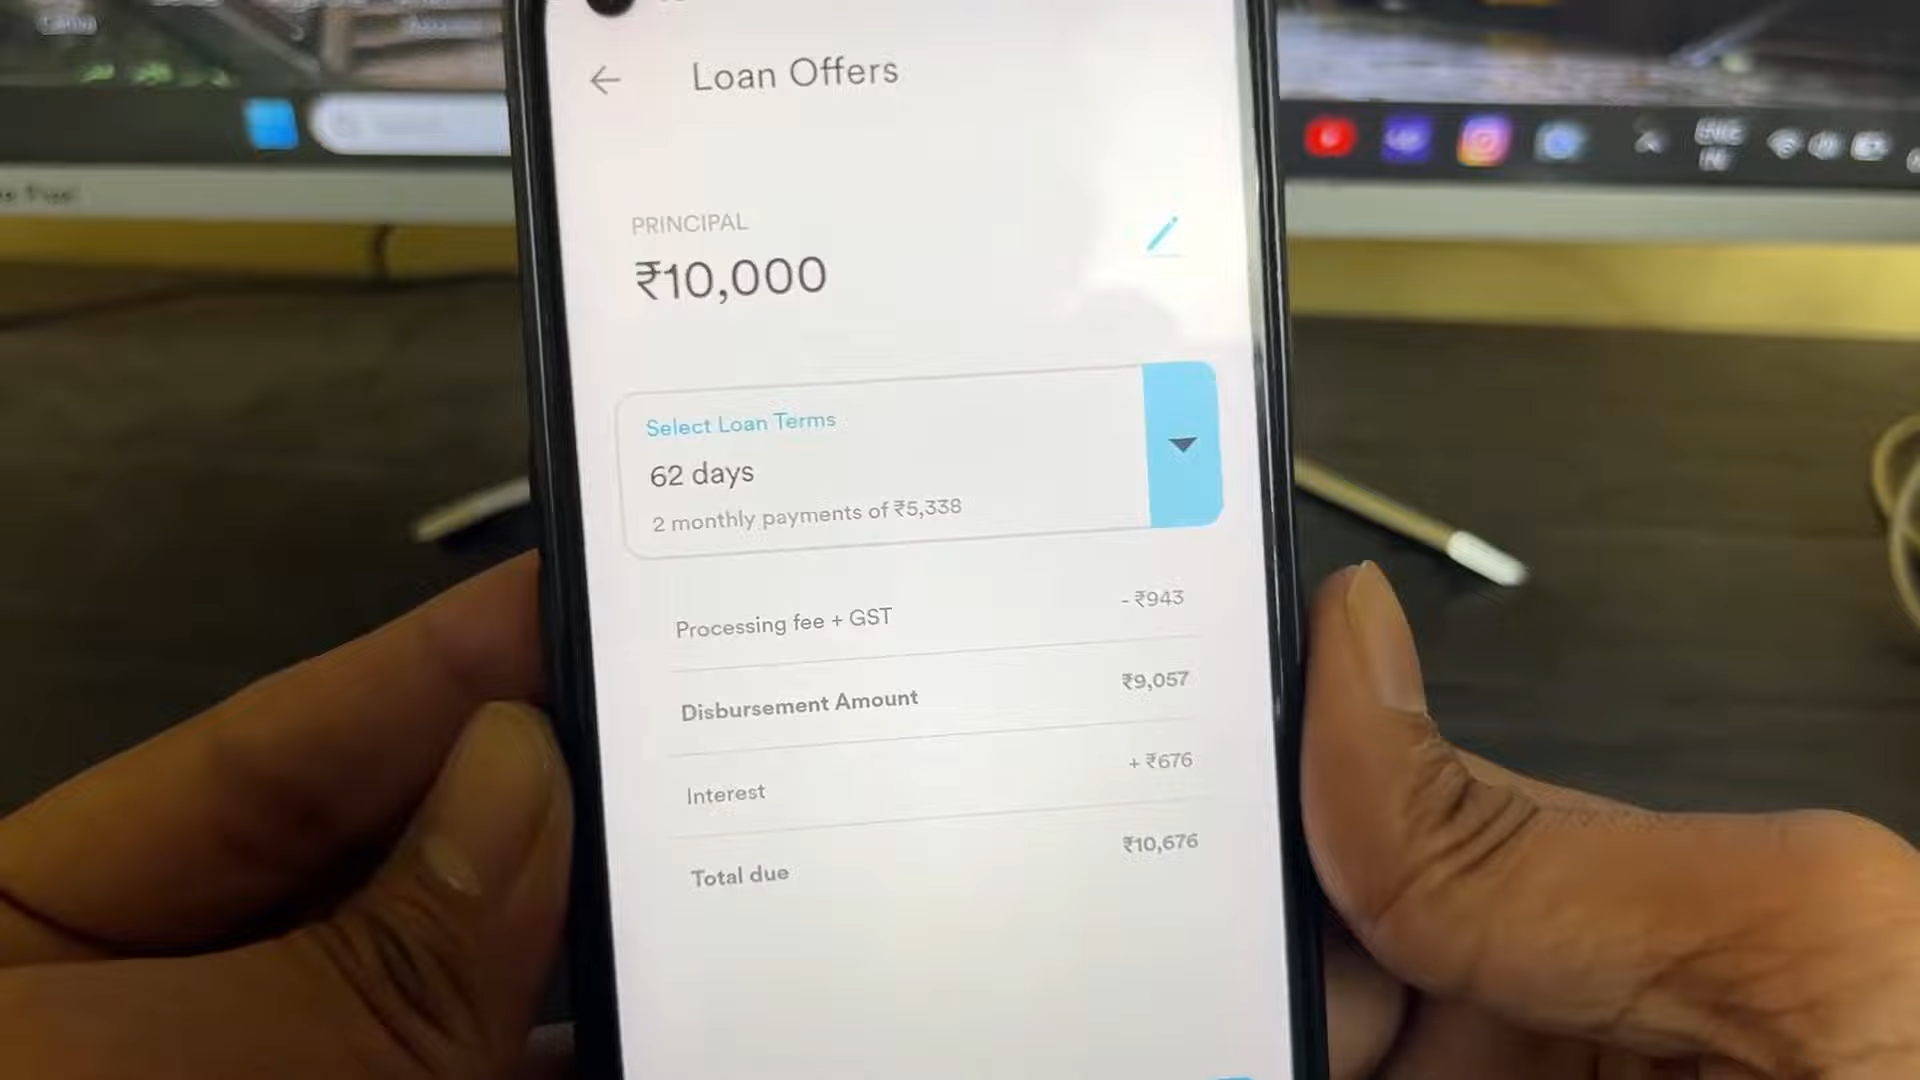 Loan Offers
PRINCIPAL
₹10,000
Select Loan Terms
62 days
2 monthly payments of ₹5,338
Processing fee + GST
- ₹943
Disbursement Amount
₹9,057
Interest
+ ₹676
Total due
₹10,676